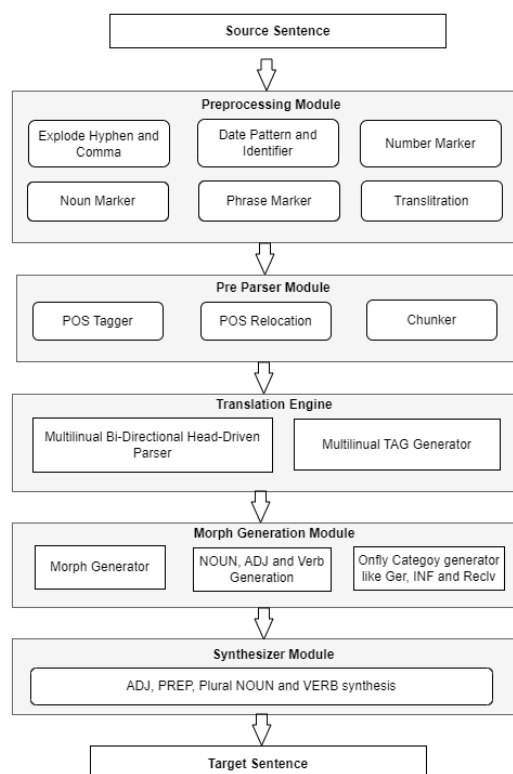 Source Sentence
Preprocessing Module
Explode Hyphen and
Comma
Date Pattern and
Identifier
Number Marker
Noun Marker
Phrase Marker
Translitration
Pre Parser Module
POS Tagger
POS Relocation
Chunker
Translation Engine
Multilinual Bi-Directional Head-Driven
Parser
Multilinual TAG Generator
Morph Generation Module
Morph Generator
NOUN, ADJ and Verb
Generation
Onfly Categoy generator
like Ger, INF and Reclv
Synthesizer Module
ADJ, PREP, Plural NOUN and VERB synthesis
Target Sentence